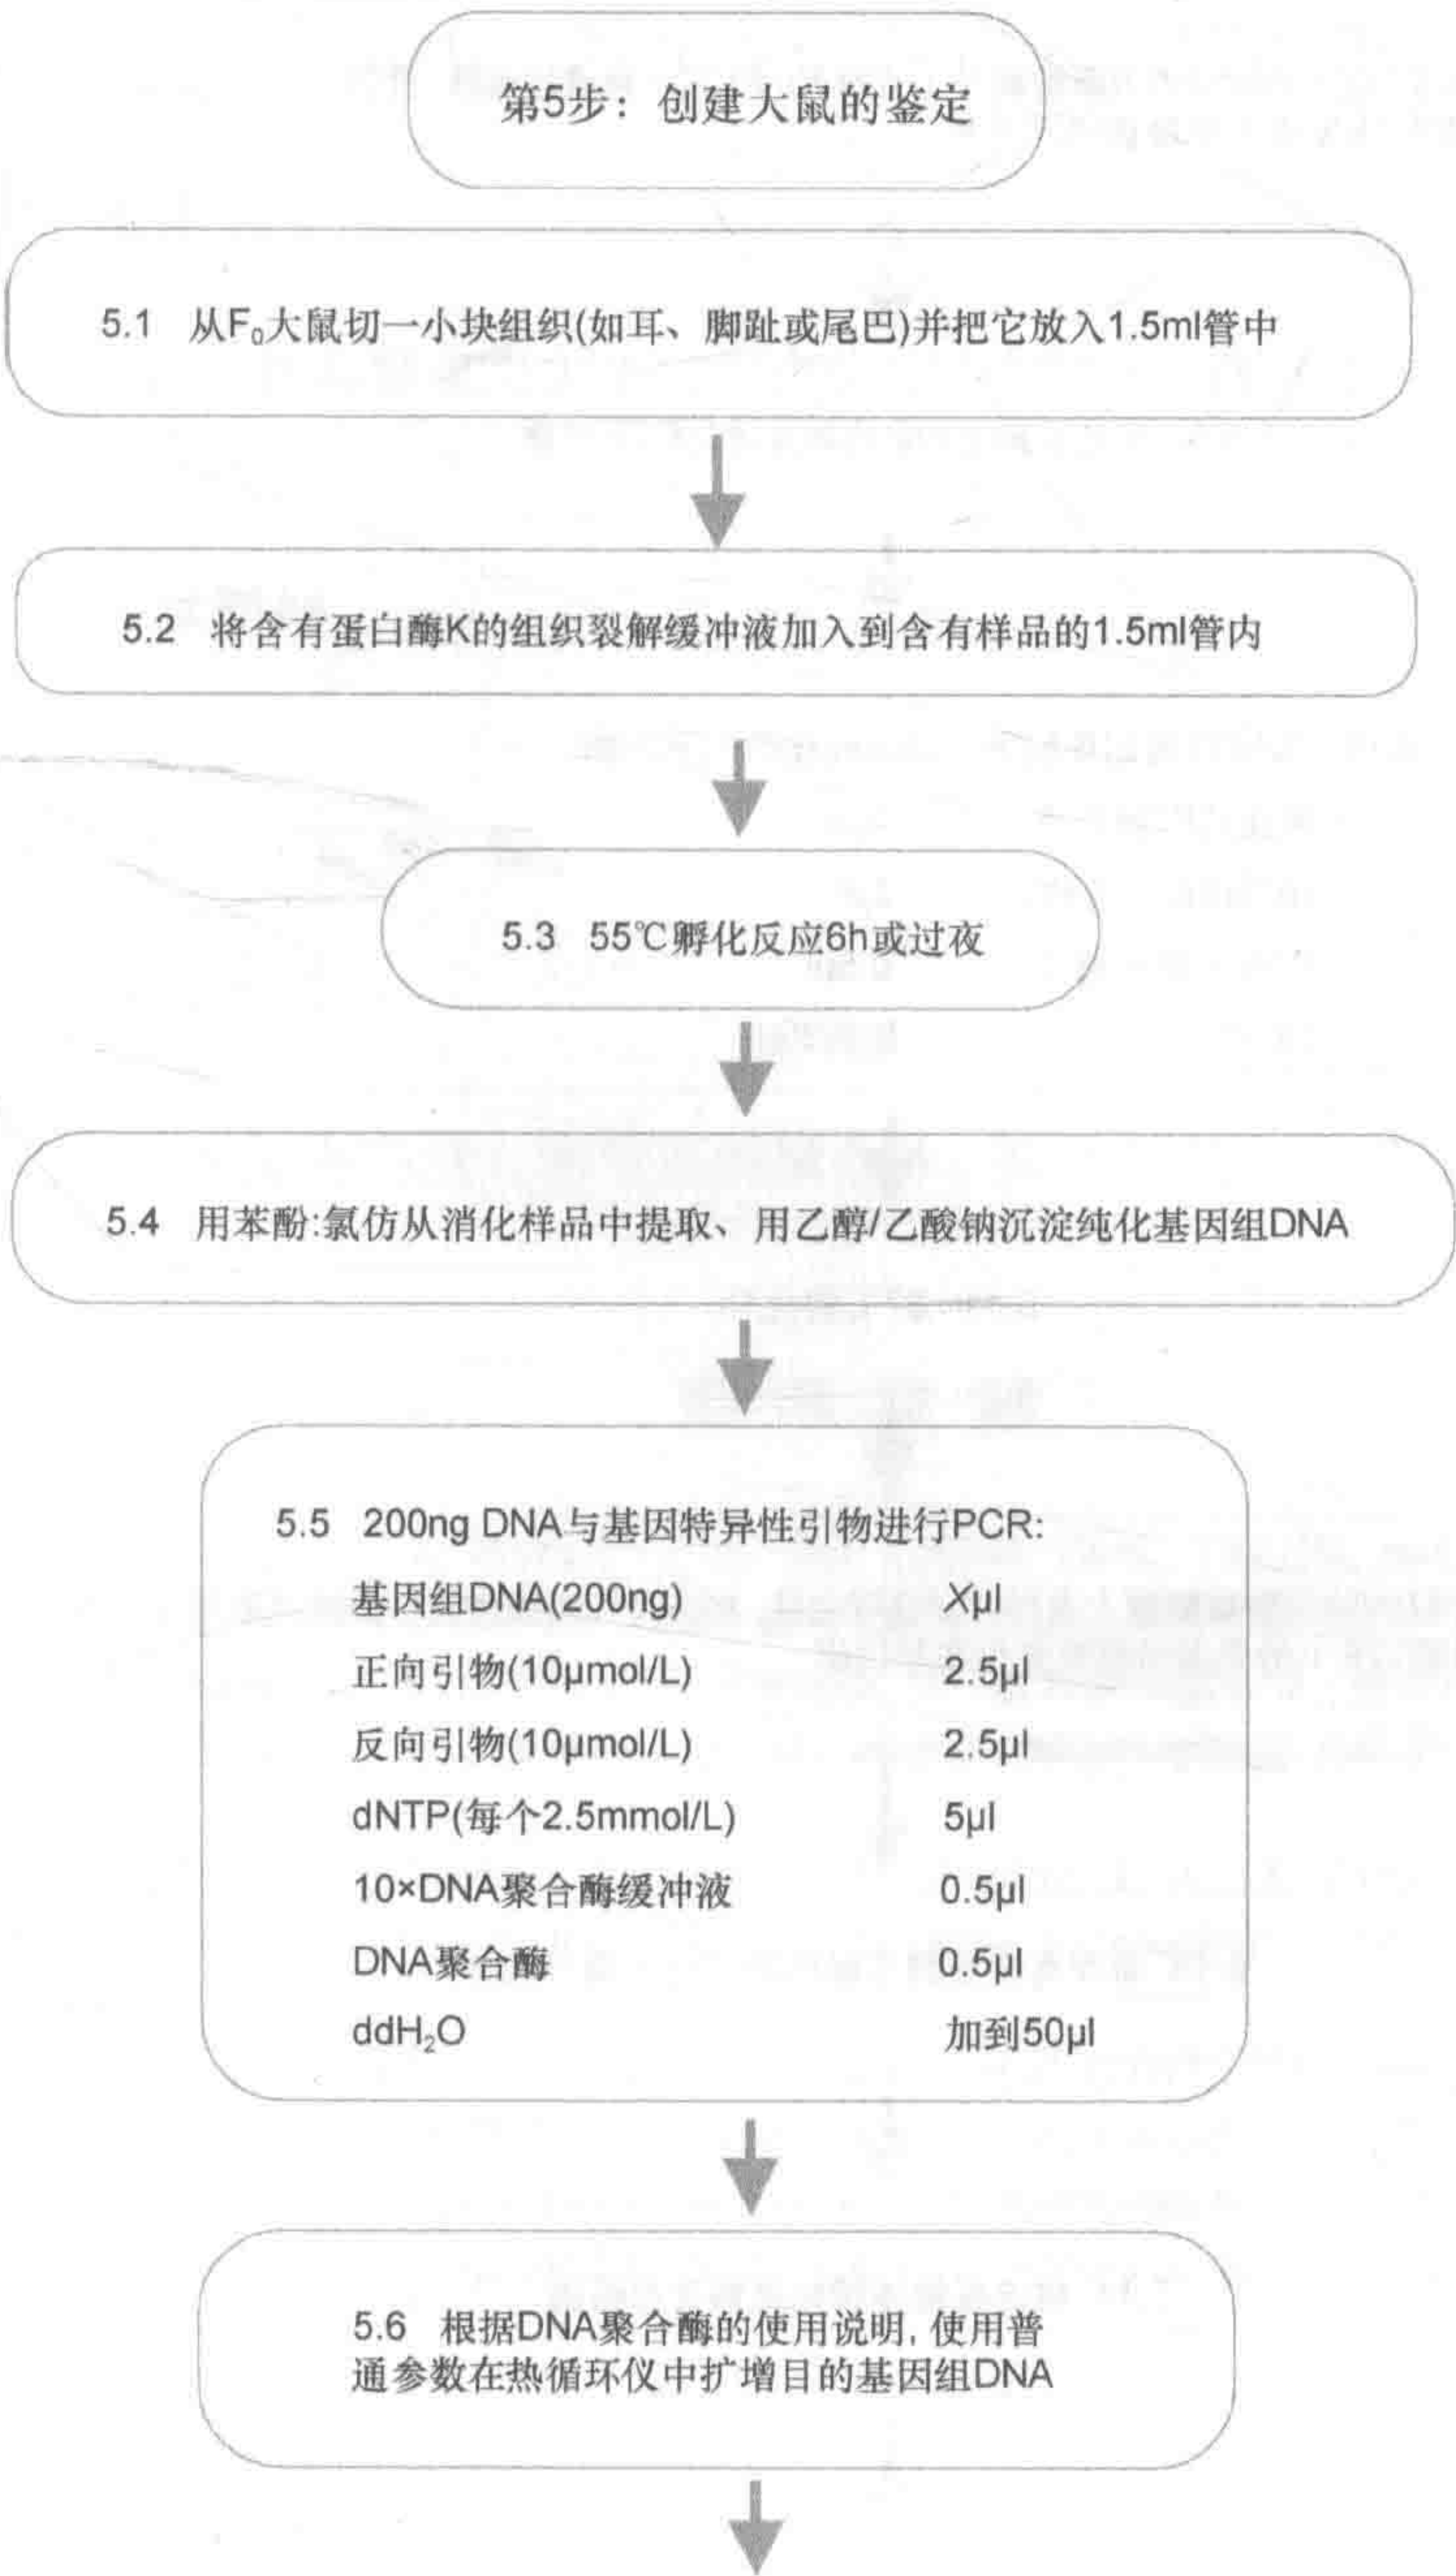 第5步：创建大鼠的鉴定
5.1 从F₀大鼠切一小块组织(如耳、脚趾或尾巴)并把它放入1.5ml管中
5.2 将含有蛋白酶K的组织裂解缓冲液加入到含有样品的1.5ml管内
5.3 55℃孵化反应6h或过夜
5.4 用苯酚:氯仿从消化样品中提取、用乙醇/乙酸钠沉淀纯化基因组DNA
5.5 200ng DNA与基因特异性引物进行PCR:
基因组DNA(200ng) Xμl
正向引物(10μmol/L) 2.5μl
反向引物(10μmol/L) 2.5μl
dNTP(每个2.5mmol/L) 5μl
10×DNA聚合酶缓冲液 0.5μl
DNA聚合酶 0.5μl
ddH₂O 加到50μl
5.6 根据DNA聚合酶的使用说明, 使用普
通参数在热循环仪中扩增目的基因组DNA